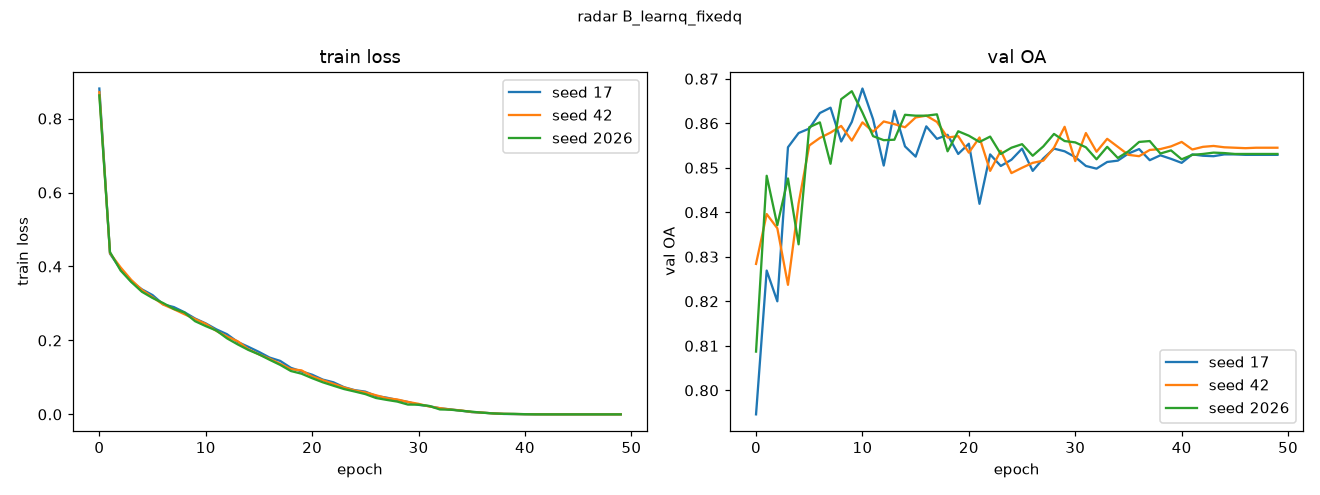 radar B_learnq_fixedq
train loss
train loss
0.8
0.6
0.4
0.2
0.0
0
10
20
30
40
50
epoch
seed 17
seed 42
seed 2026
val OA
val OA
0.87
0.86
0.85
0.84
0.83
0.82
0.81
0.80
0
10
20
30
40
50
epoch
seed 17
seed 42
seed 2026